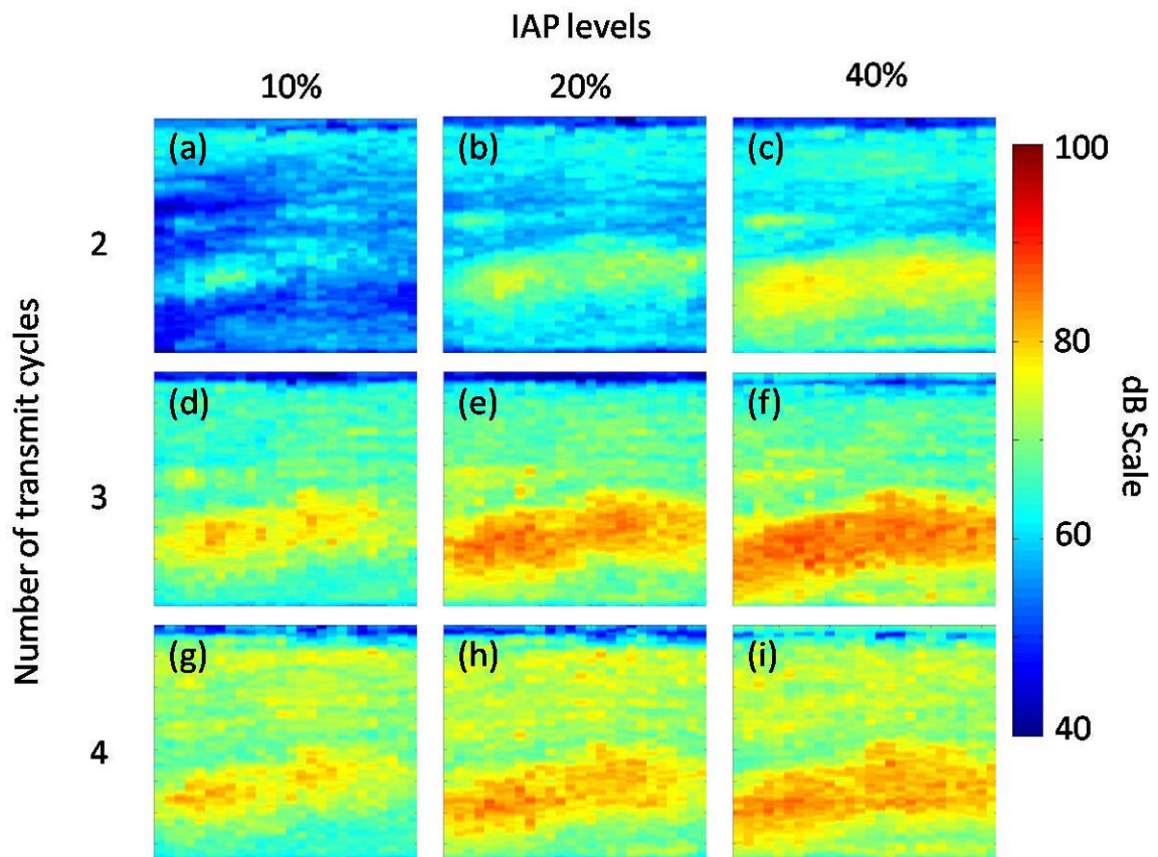 IAP levels
10% 20% 40%
(a) (b) (c) 100
2
80
(d) (e) (f)
3
60
(g) (h) (i)
4
40
Number of transmit cycles
dB Scale